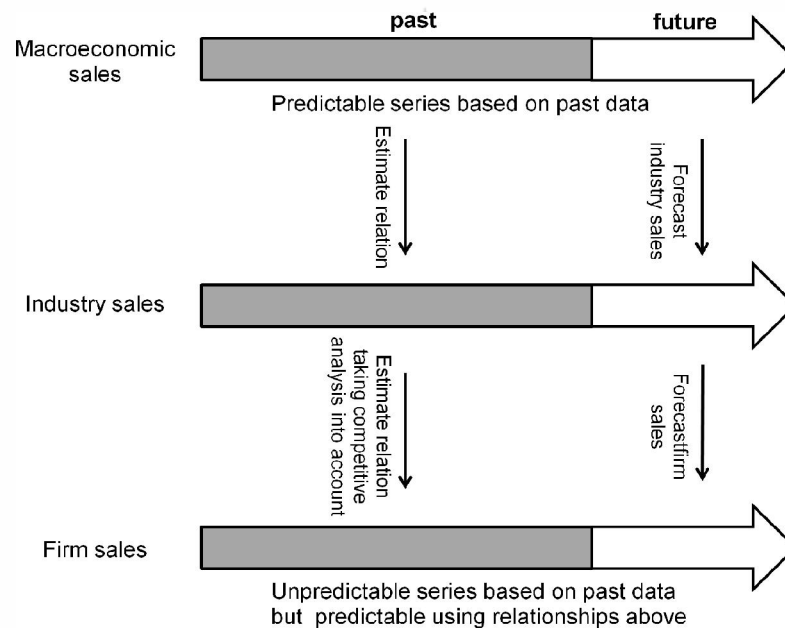 past
future
Macroeconomic
sales
Predictable series based on past data
Estimate relation
Forecast
industry sales
Industry sales
Estimate relation
taking competitive
analysis into account
Forecastfirm
sales
Firm sales
Unpredictable series based on past data
but predictable using relationships above